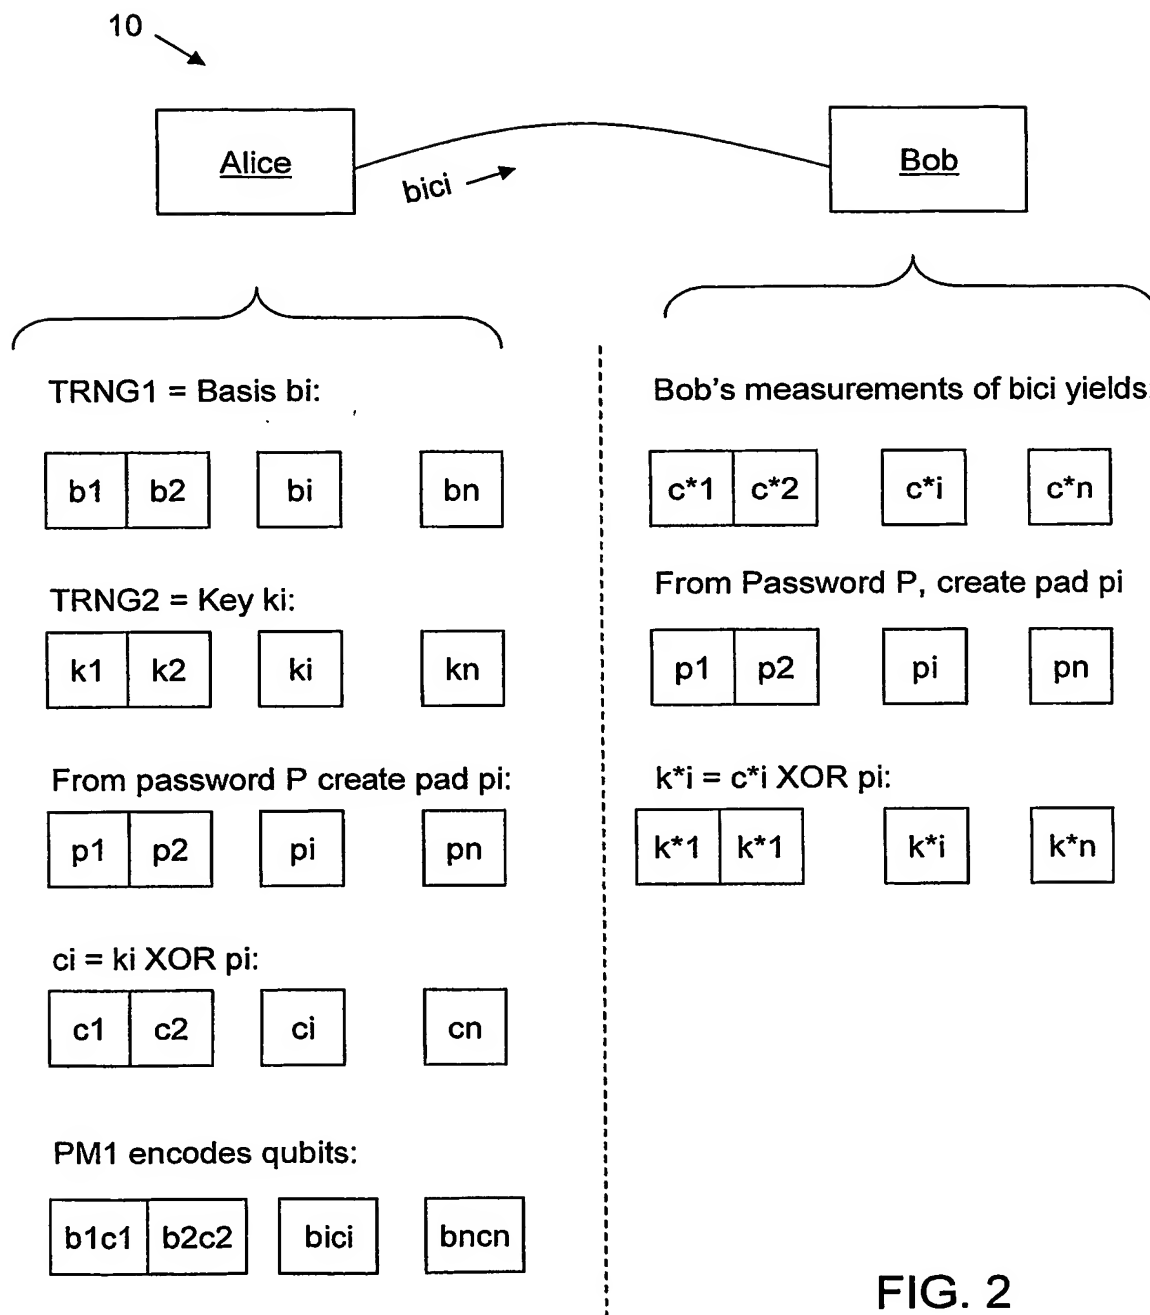 10
Alice
Bob
bici
TRNG1 = Basis bi:
b1 b2 bi bn
TRNG2 = Key ki:
k1 k2 ki kn
From password P create pad pi:
p1 p2 pi pn
ci = ki XOR pi:
c1 c2 ci cn
PM1 encodes qubits:
b1c1 b2c2 bici bncn
Bob's measurements of bici yields:
c*1 c*2 c*i c*n
From Password P, create pad pi
p1 p2 pi pn
k*i = c*i XOR pi:
k*1 k*1 k*i k*n
FIG. 2